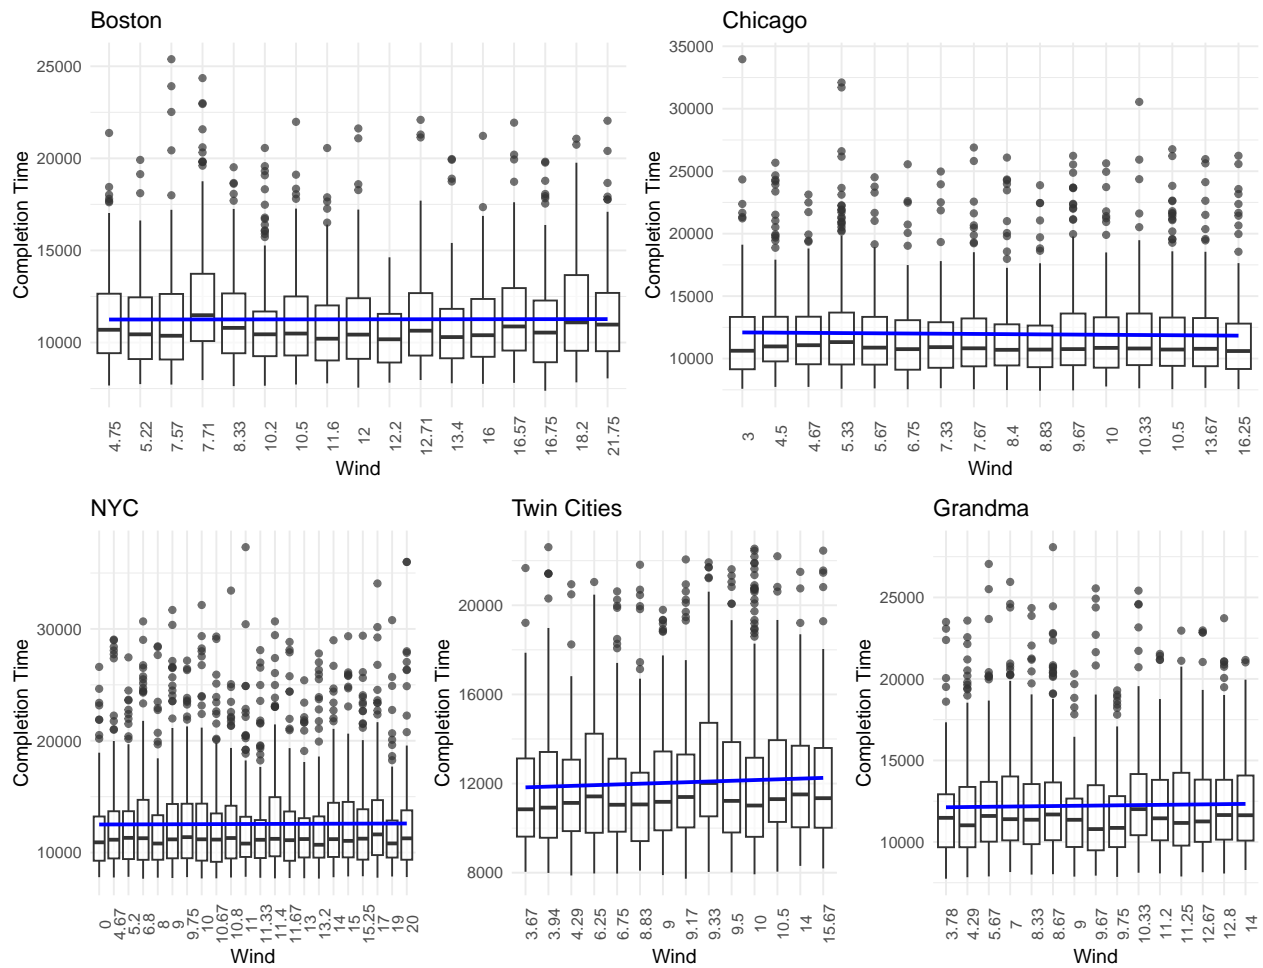 Boston
Completion Time
25000
20000
15000
10000
4.75 5.22 7.57 7.71 8.33 10.2 10.5 11.6 12 12.2 12.71 13.4 16 16.57 16.75 18.2 21.75
Wind
Chicago
Completion Time
35000
30000
25000
20000
15000
10000
3 4.5 4.67 5.33 5.67 6.75 7.33 7.67 8.4 8.83 9.67 10 10.33 10.5 13.67 16.25
Wind
NYC
Completion Time
30000
20000
10000
0 4.67 5.2 6.8 8 9 9.75 10 10.67 10.8 11 11.33 11.4 11.67 13 13.2 14 15 15.25 17 19 20
Wind
Twin Cities
Completion Time
20000
16000
12000
8000
3.67 3.94 4.29 6.25 6.75 8.83 9 9.17 9.33 9.5 10 10.5 14 15.67
Wind
Grandma
Completion Time
25000
20000
15000
10000
3.78 4.29 5.67 7 8.33 8.67 9 9.67 9.75 10.33 11.2 11.25 12.67 12.8 14
Wind